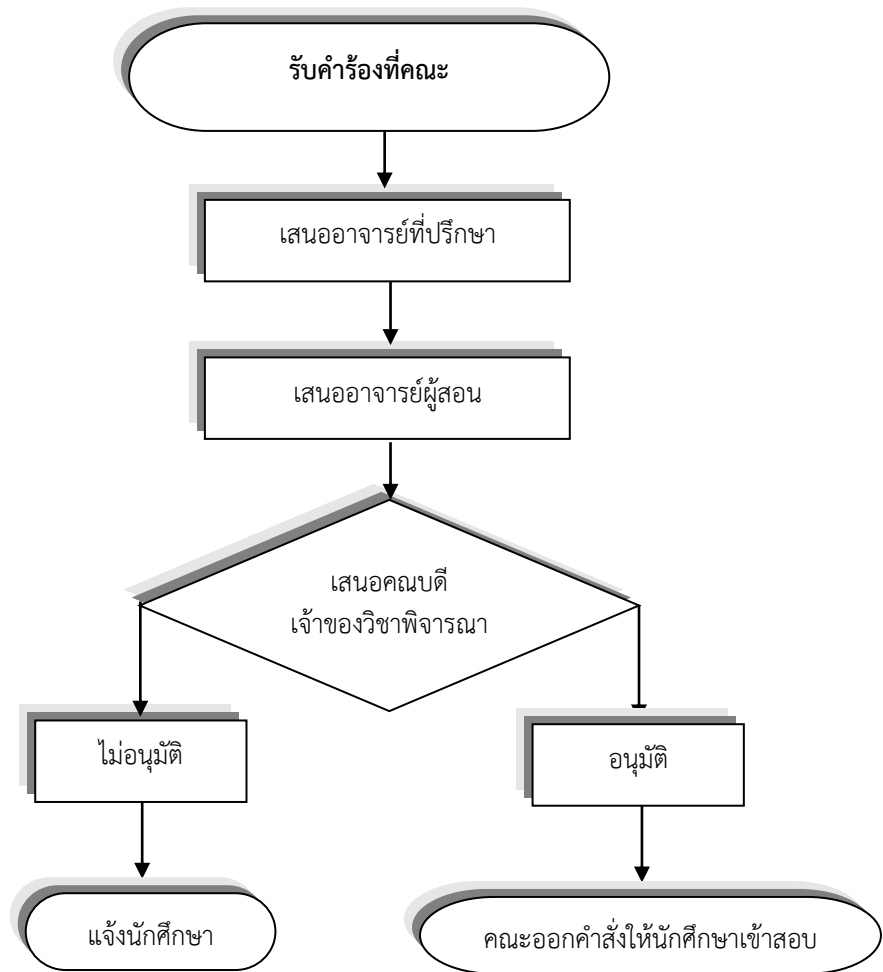 รับคำร้องที่คณะ
เสนออาจารย์ที่ปรึกษา
เสนออาจารย์ผู้สอน
เสนอคณบดี
เจ้าของวิชาพิจารณา
ไม่อนุมัติ
อนุมัติ
แจ้งนักศึกษา
คณะออกคำสั่งให้นักศึกษาเข้าสอบ